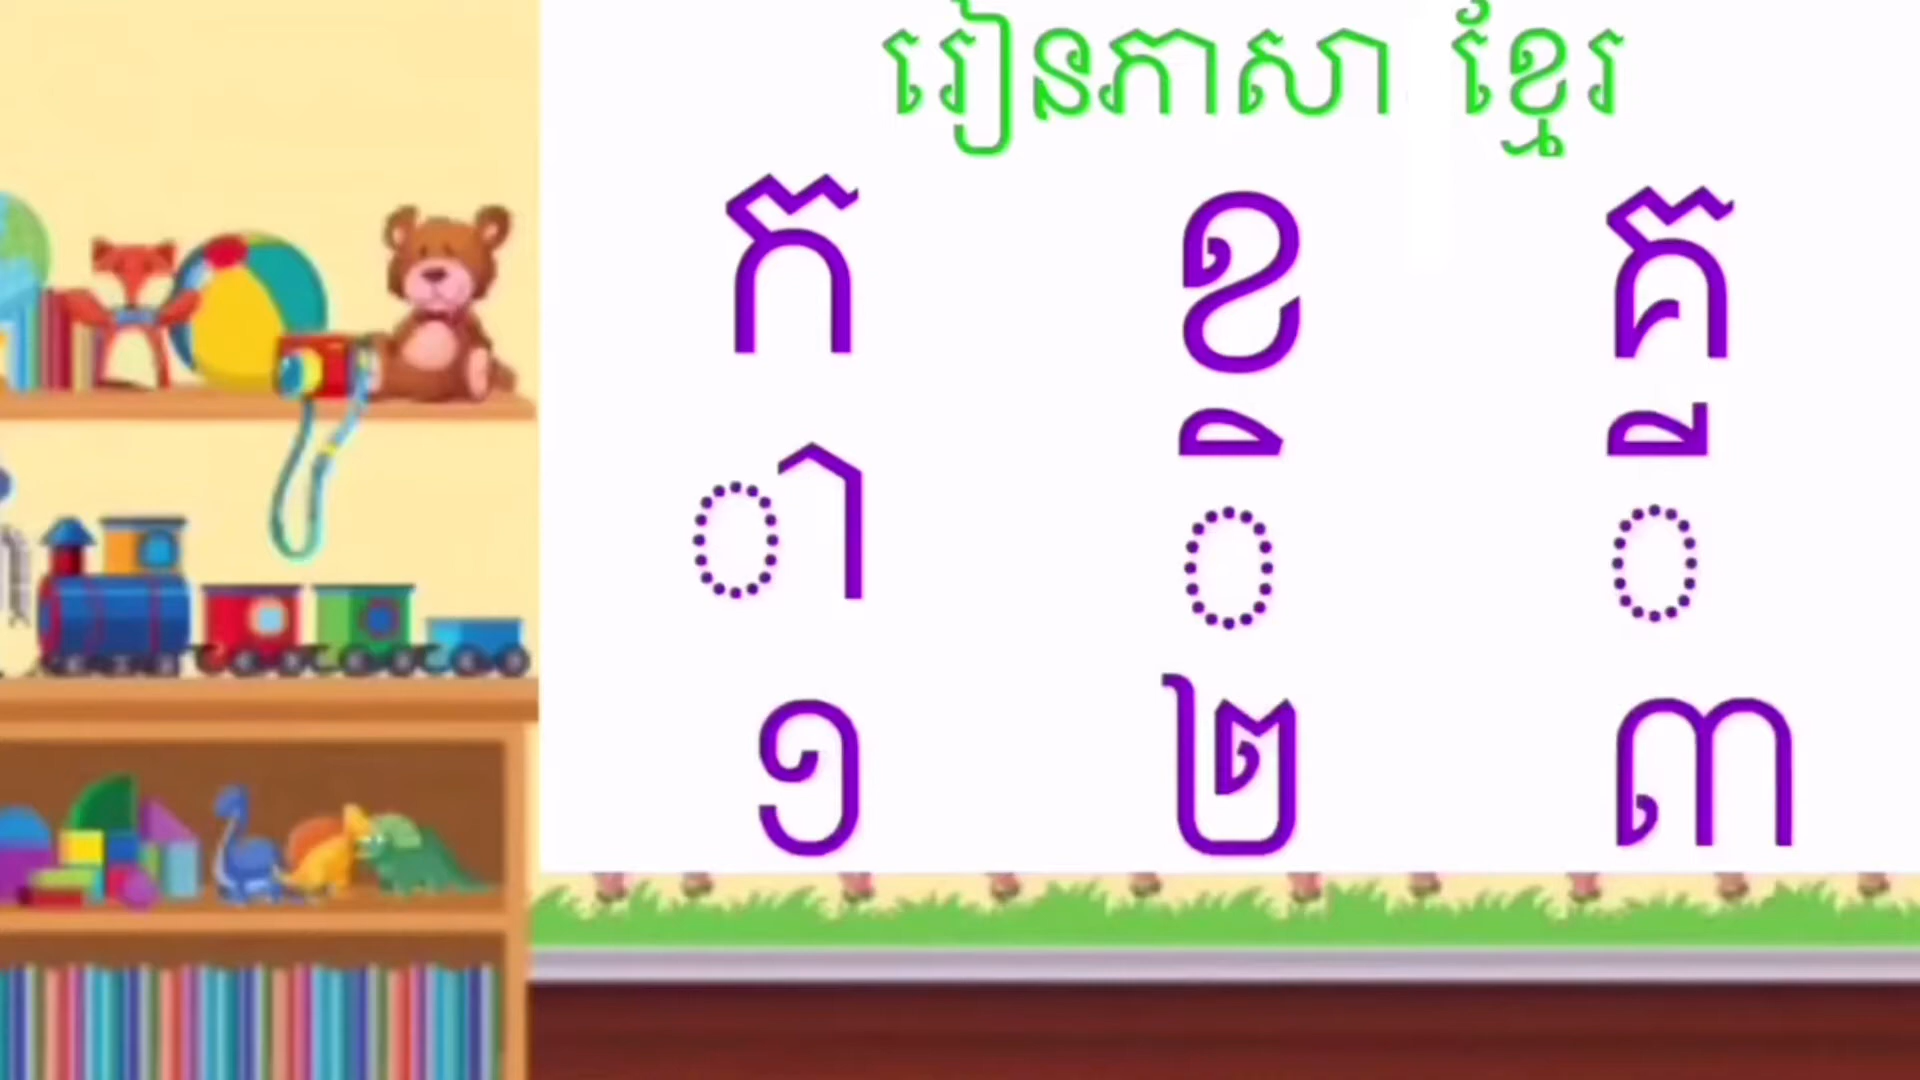 រៀនភាសា ខ្មែរ
ក ខ គ
ា ិ ី
១ ២ ៣